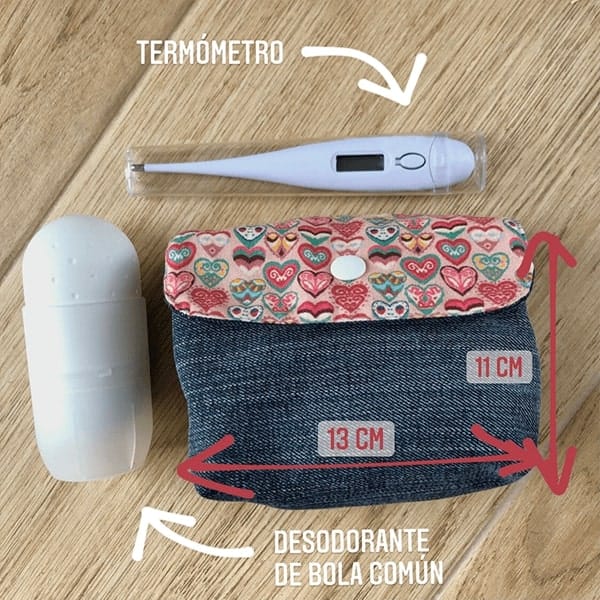 TERMÓMETRO
11 CM
13 CM
DESODORANTE
DE BOLA COMÚN